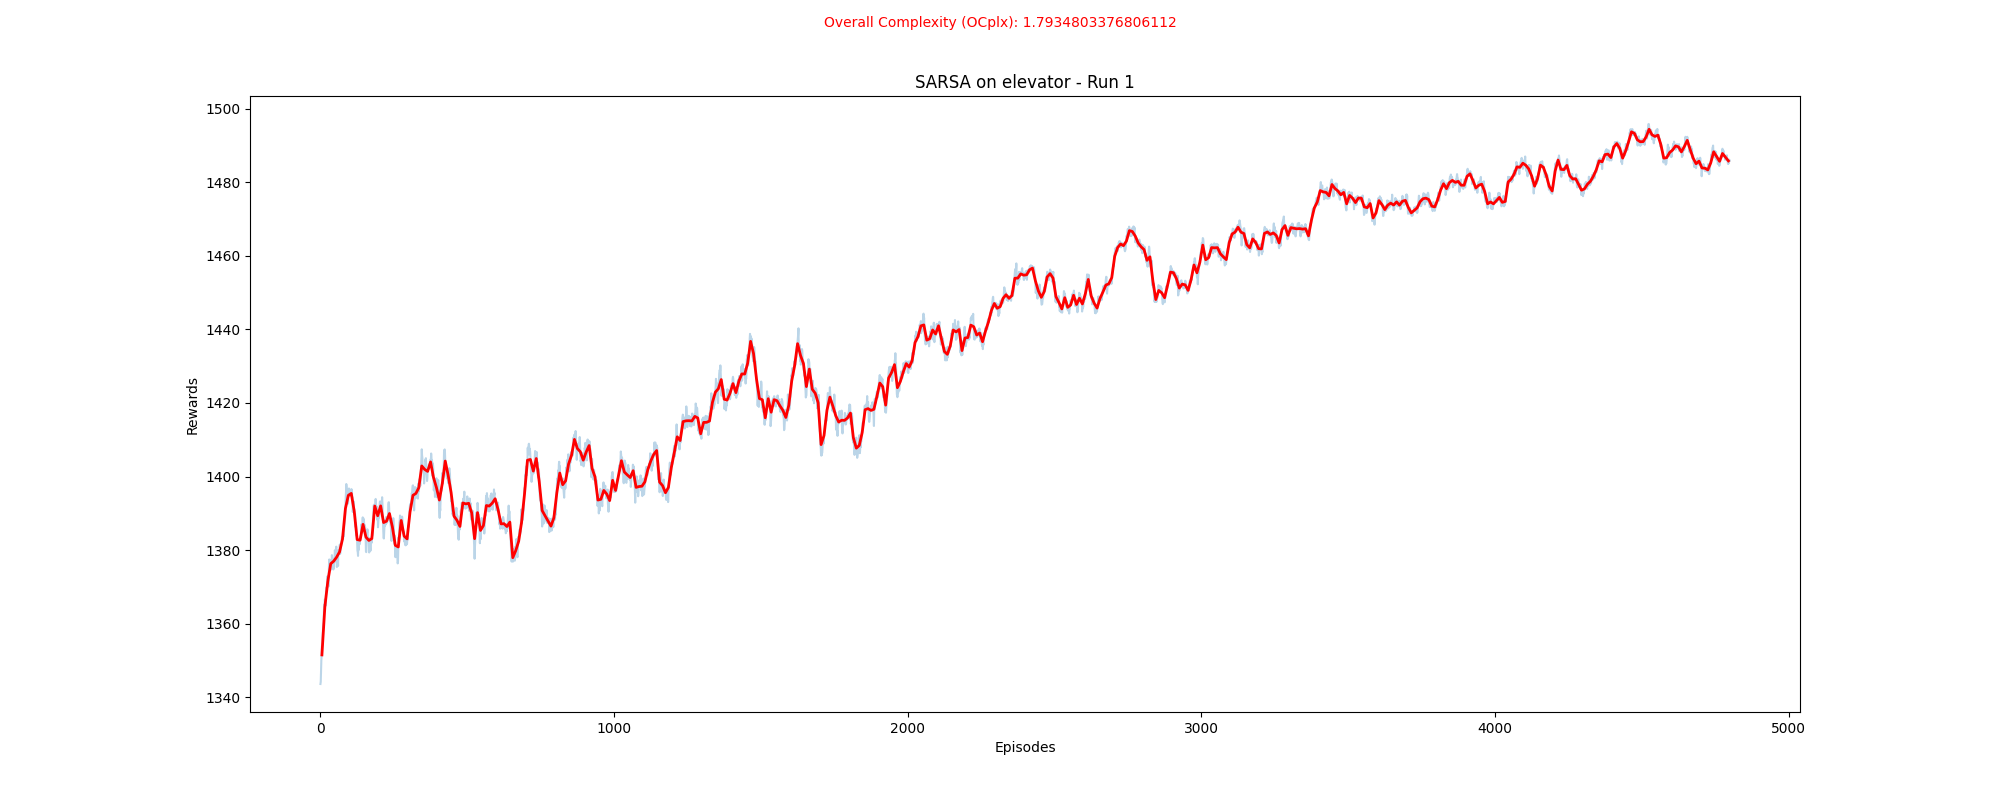 Overall Complexity (OCplx): 1.7934803376806112
SARSA on elevator - Run 1
1500
1480
1460
1440
1420
1400
1380
1360
1340
Rewards
0 1000 2000 3000 4000 5000
Episodes